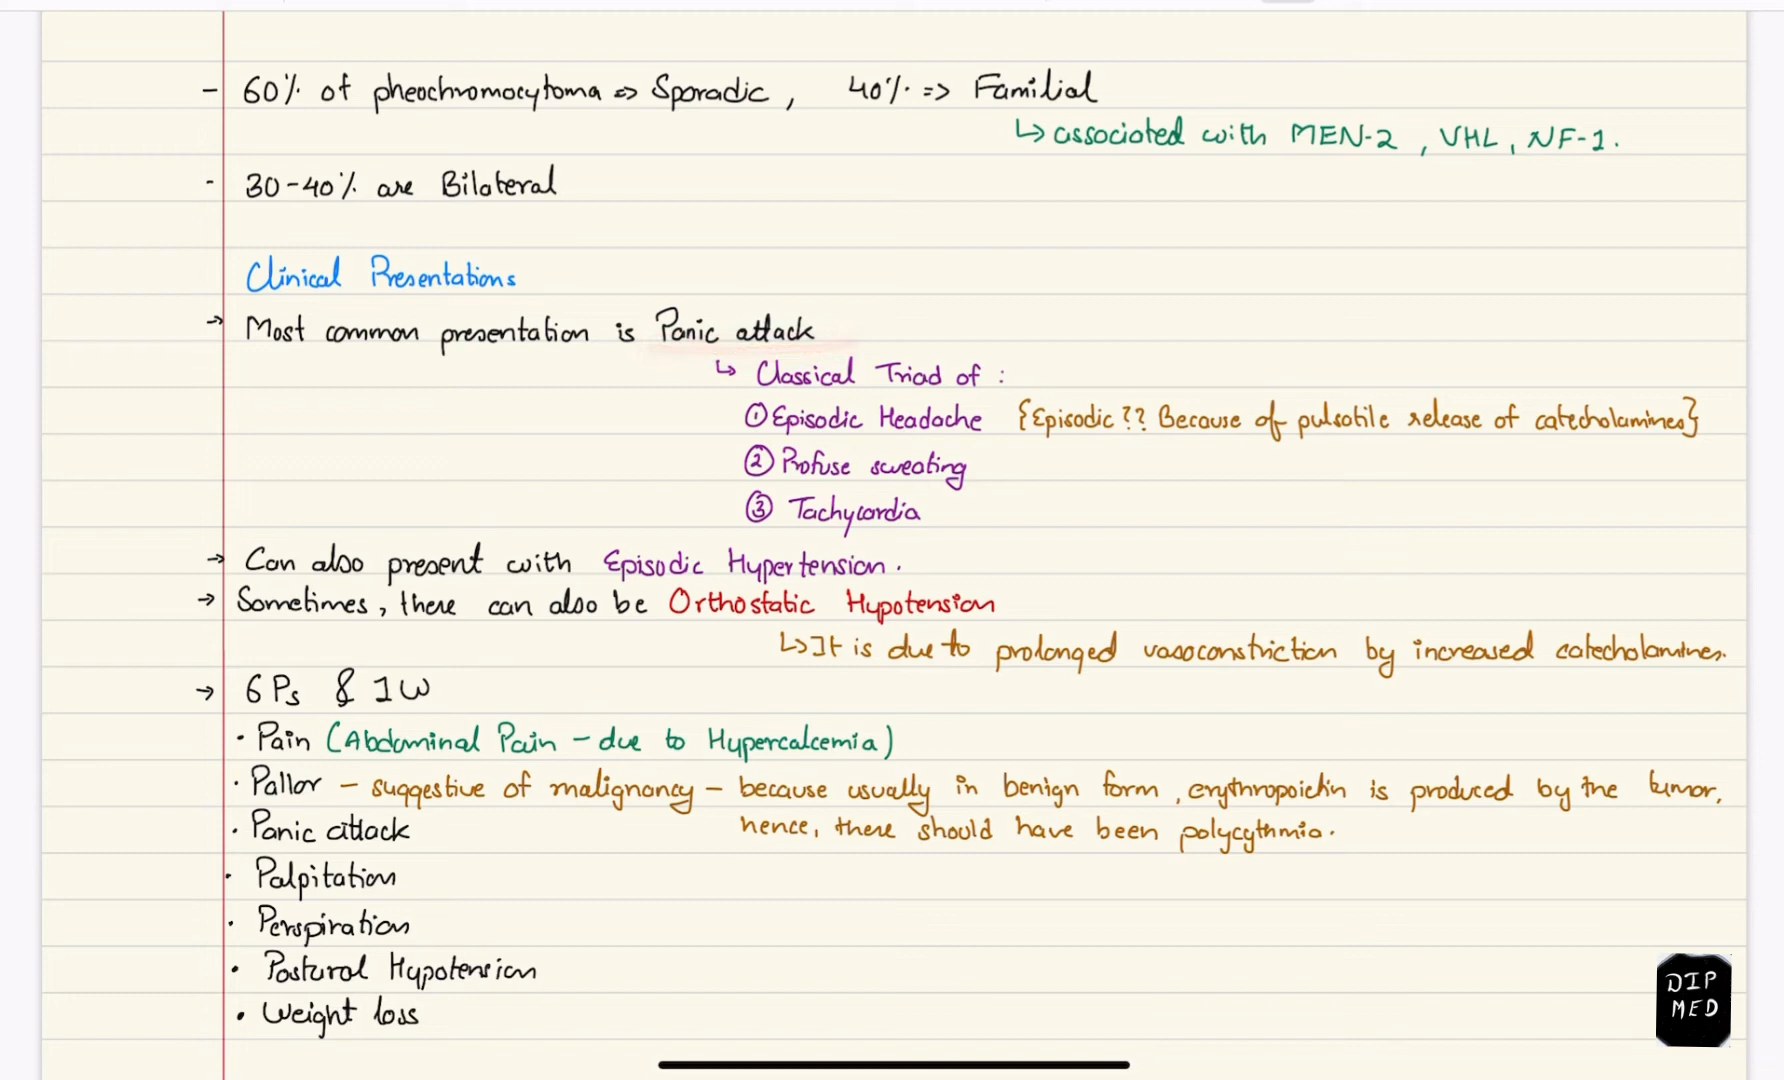 - 60% of pheochromocytoma => Sporadic, 40% => Familial
↳ associated with MEN-2, VHL, NF-1.
- 30-40% are Bilateral
Clinical Presentations
→ Most common presentation is Panic attack
↳ Classical Triad of :
① Episodic Headache {Episodic ?? Because of pulsatile release of catecholamines}
② Profuse sweating
③ Tachycardia
→ Can also present with Episodic Hypertension.
→ Sometimes, there can also be Orthostatic Hypotension
↳ It is due to prolonged vasoconstriction by increased catecholamines.
→ 6 Ps & 1W
• Pain (Abdominal Pain - due to Hypercalcemia)
• Pallor - suggestive of malignancy - because usually in benign form, erythropoietin is produced by the tumor,
hence, there should have been polycythmia.
• Panic attack
• Palpitation
• Perspiration
• Postural Hypotension
• Weight loss
DIP
MED